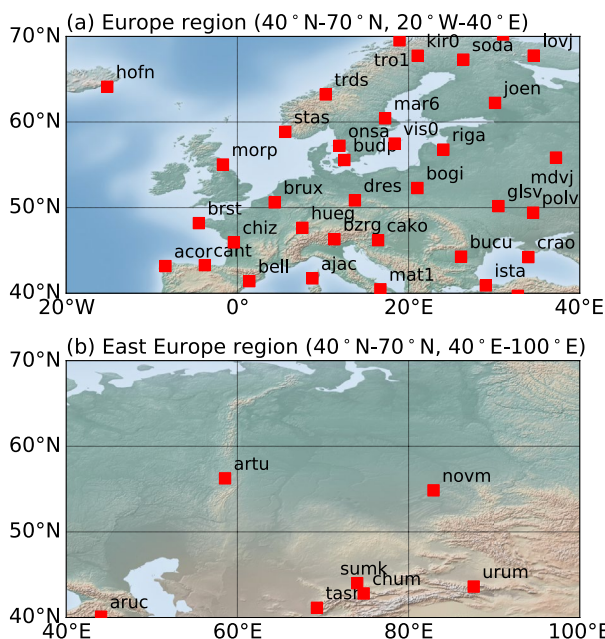 (a) Europe region (40°N-70°N, 20°W-40°E)
70°N
kir0 soda lovj
hofn tro1
trds joen
60°N
stas mar6
onsa vis0
morp budp riga
bogi mdvj
brux dres glsv
50°N
polv
brst hueg
chiz bzrg cako bucu crao
acor cant
bell ajac mat1 ista
40°N
20°W 0° 20°E 40°E
(b) East Europe region (40°N-70°N, 40°E-100°E)
70°N
60°N
artu novm
50°N
sumk
chum urum
aruc
40°N
40°E 60°E 80°E 100°E